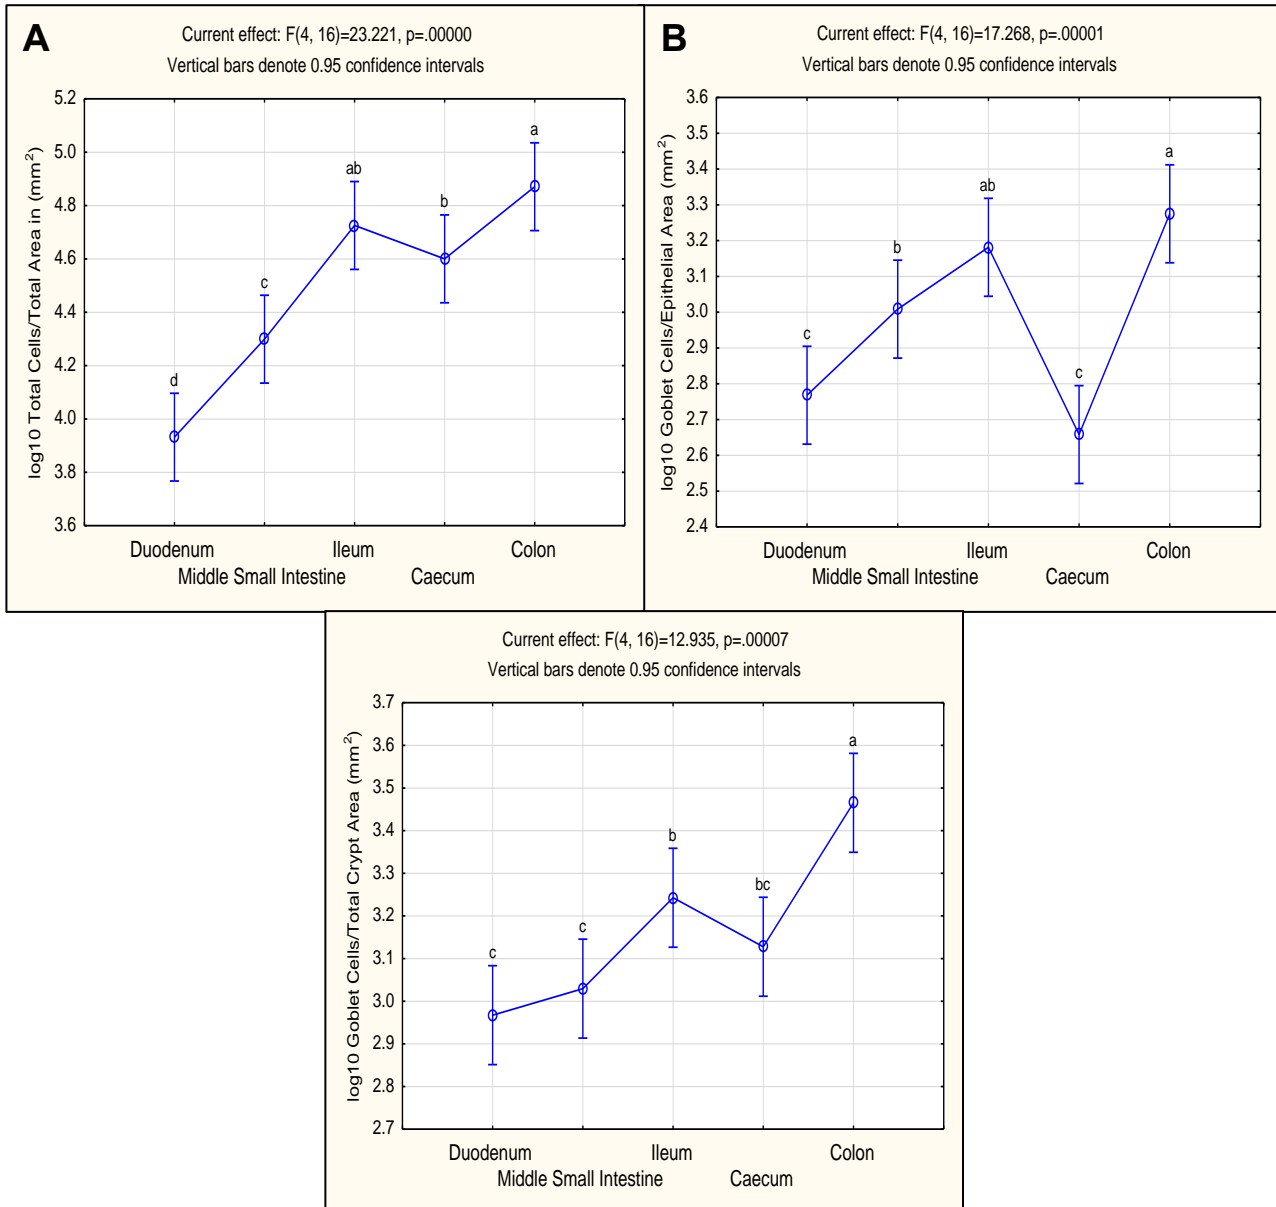 A
Current effect: F(4, 16)=23.221, p=.00000
Vertical bars denote 0.95 confidence intervals
log10 Total Cells/Total Area in (mm²)
5.2
5.0
4.8
4.6
4.4
4.2
4.0
3.8
3.6
d
c
ab
b
a
Duodenum
Ileum
Colon
Middle Small Intestine
Caecum
B
Current effect: F(4, 16)=17.268, p=.00001
Vertical bars denote 0.95 confidence intervals
log10 Goblet Cells/Epithelial Area (mm²)
3.6
3.5
3.4
3.3
3.2
3.1
3.0
2.9
2.8
2.7
2.6
2.5
2.4
c
b
ab
c
a
Duodenum
Ileum
Colon
Middle Small Intestine
Caecum
Current effect: F(4, 16)=12.935, p=.00007
Vertical bars denote 0.95 confidence intervals
log10 Goblet Cells/Total Crypt Area (mm²)
3.7
3.6
3.5
3.4
3.3
3.2
3.1
3.0
2.9
2.8
2.7
c
c
b
bc
a
Duodenum
Ileum
Colon
Middle Small Intestine
Caecum